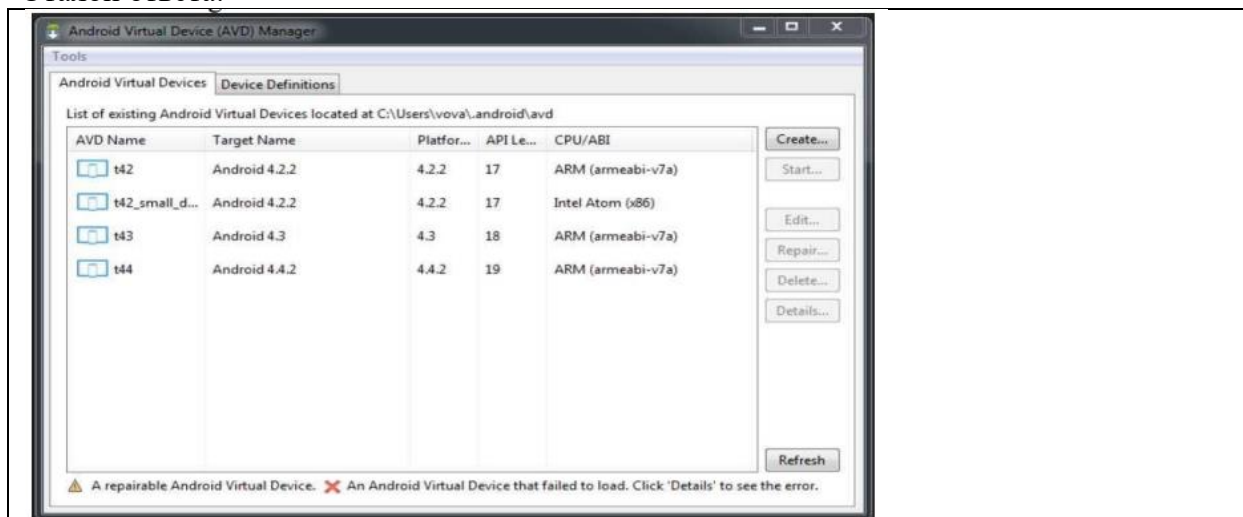 Android Virtual Device (AVD) Manager
Tools
Android Virtual Devices Device Definitions
List of existing Android Virtual Devices located at C:\Users\vova\.android\avd
AVD Name Target Name Platfor... API Le... CPU/ABI Create...
t42 Android 4.2.2 4.2.2 17 ARM (armeabi-v7a) Start...
t42_small_d... Android 4.2.2 4.2.2 17 Intel Atom (x86)
Edit...
t43 Android 4.3 4.3 18 ARM (armeabi-v7a)
Repair...
t44 Android 4.4.2 4.4.2 19 ARM (armeabi-v7a)
Delete...
Details...
Refresh
A repairable Android Virtual Device. An Android Virtual Device that failed to load. Click 'Details' to see the error.